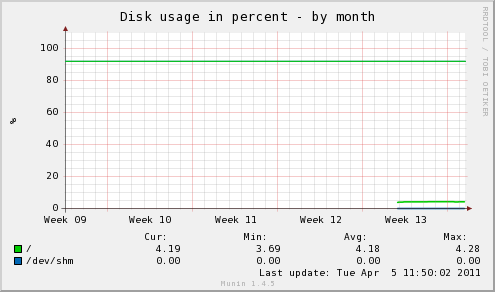 Disk usage in percent - by month
RRDTOOL / TOBI OETIKER
%
100
80
60
40
20
0
Week 09 Week 10 Week 11 Week 12 Week 13
Cur: Min: Avg: Max:
/ 4.19 3.69 4.18 4.28
/dev/shm 0.00 0.00 0.00 0.00
Last update: Tue Apr 5 11:50:02 2011
Munin 1.4.5